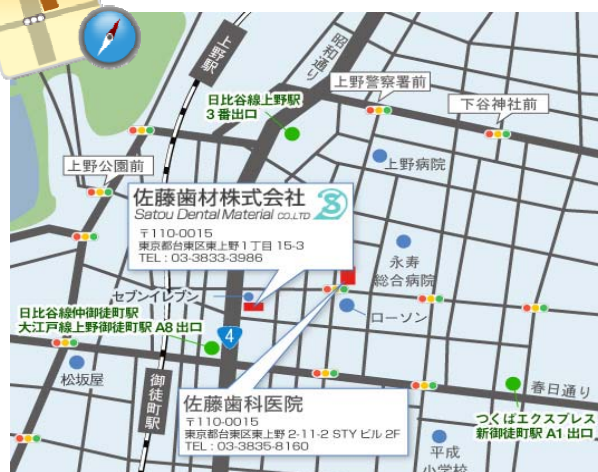 上野駅
昭和通り
日比谷線上野駅
3番出口
上野警察署前
下谷神社前
上野病院
上野公園前
佐藤歯材株式会社
Satou Dental Material CO.,LTD
〒110-0015
東京都台東区東上野1丁目 15-3
TEL : 03-3833-3986
永寿
総合病院
セブンイレブン
ローソン
日比谷線仲御徒町駅
大江戸線上野御徒町駅 A8 出口
4
松坂屋
御徒町駅
春日通り
佐藤歯科医院
〒110-0015
東京都台東区東上野 2-11-2 STY ビル 2F
TEL : 03-3835-8160
つくばエクスプレス
新御徒町駅 A1 出口
平成
小学校